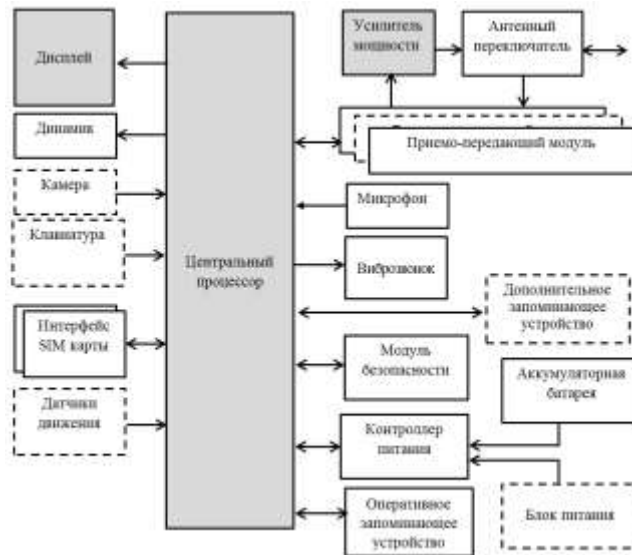 Дисплей
Динамик
Камера
Клавиатура
Интерфейс
SIM карты
Датчики
движения
Центральный
процессор
Усилитель
мощности
Антенный
переключатель
Приемо-передающий модуль
Микрофон
Виброзвонок
Дополнительное
запоминающее
устройство
Модуль
безопасности
Аккумуляторная
батарея
Контроллер
питания
Оперативное
запоминающее
устройство
Блок питания